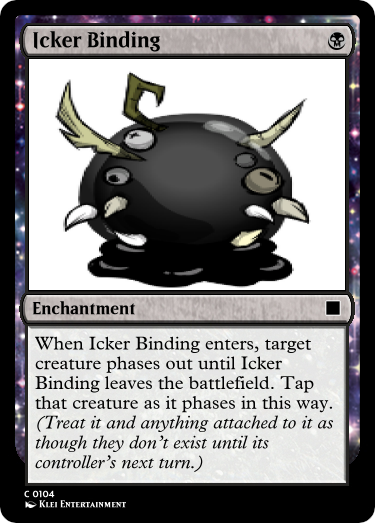 Icker Binding
Enchantment
When Icker Binding enters, target
creature phases out until Icker
Binding leaves the battlefield. Tap
that creature as it phases in this way.
(Treat it and anything attached to it as
though they don't exist until its
controller's next turn.)
C 0104
Klei Entertainment